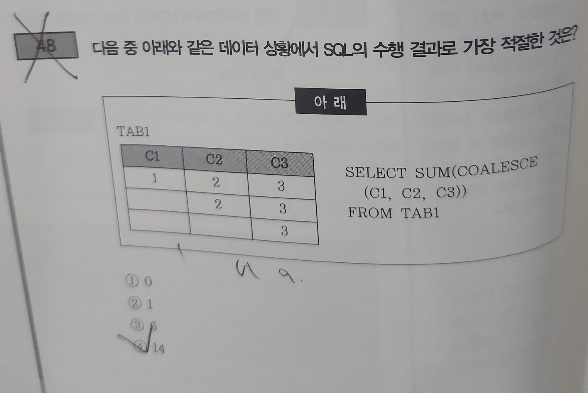 48 다음 중 아래와 같은 데이터 상황에서 SQL의 수행 결과로 가장 적절한 것은?
아 래
TAB1
C1 C2 C3
1 2 3
2 3
3
SELECT SUM(COALESCE
(C1, C2, C3))
FROM TAB1
① 0
② 1
③ 6
④ 14